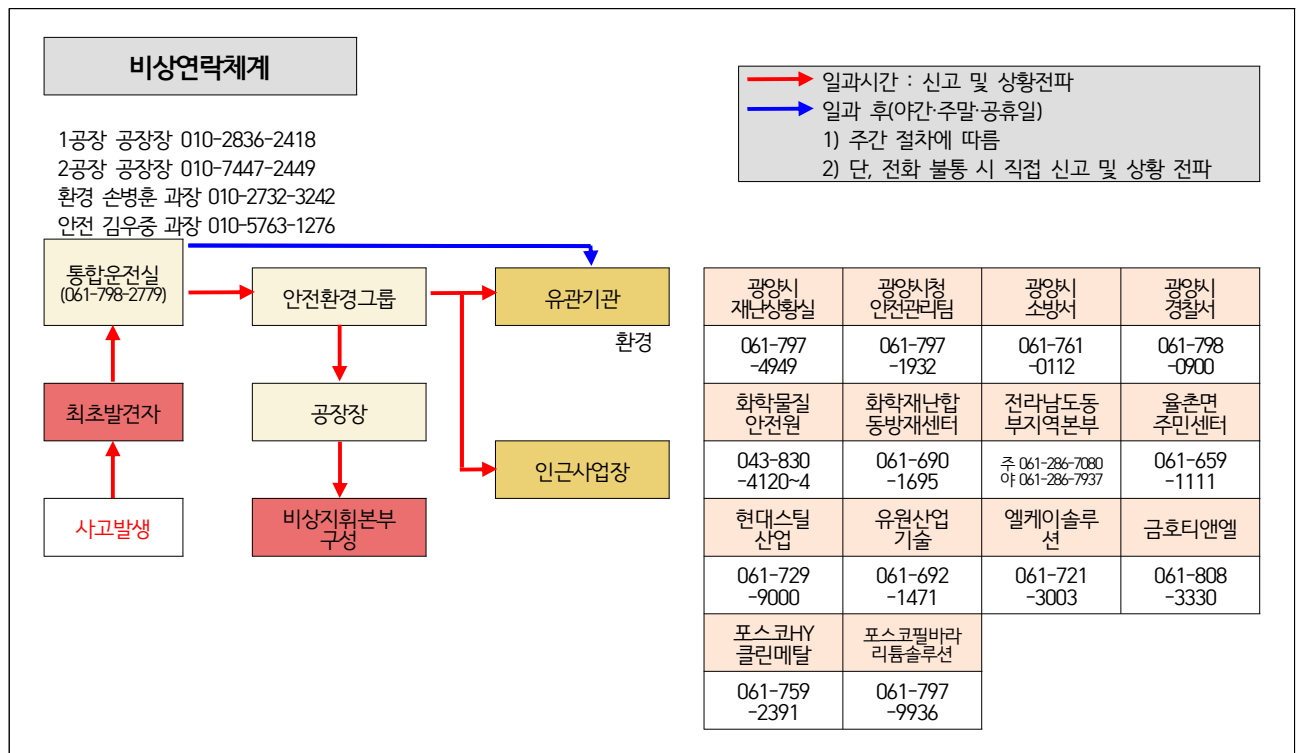 비상연락체계
일과시간 : 신고 및 상황전파
일과 후(야간·주말·공휴일)
1) 주간 절차에 따름
2) 단, 전화 불통 시 직접 신고 및 상황 전파
1공장 공장장 010-2836-2418
2공장 공장장 010-7447-2449
환경 손병훈 과장 010-2732-3242
안전 김우중 과장 010-5763-1276
통합운전실
(061-798-2779)
안전환경그룹
유관기관
환경
최초발견자
공장장
인근사업장
사고발생
비상지휘본부
구성
광양시
재난상황실
광양시청
안전관리팀
광양시
소방서
광양시
경찰서
061-797
-4949
061-797
-1932
061-761
-0112
061-798
-0900
화학물질
안전원
화학재난합
동방재센터
전라남도동
부지역본부
율촌면
주민센터
043-830
-4120~4
061-690
-1695
주 061-286-7080
야 061-286-7937
061-659
-1111
현대스틸
산업
유원산업
기술
엘케이솔루
션
금호티앤엘
061-729
-9000
061-692
-1471
061-721
-3003
061-808
-3330
포스코HY
클린메탈
포스코필바라
리튬솔루션
061-759
-2391
061-797
-9936